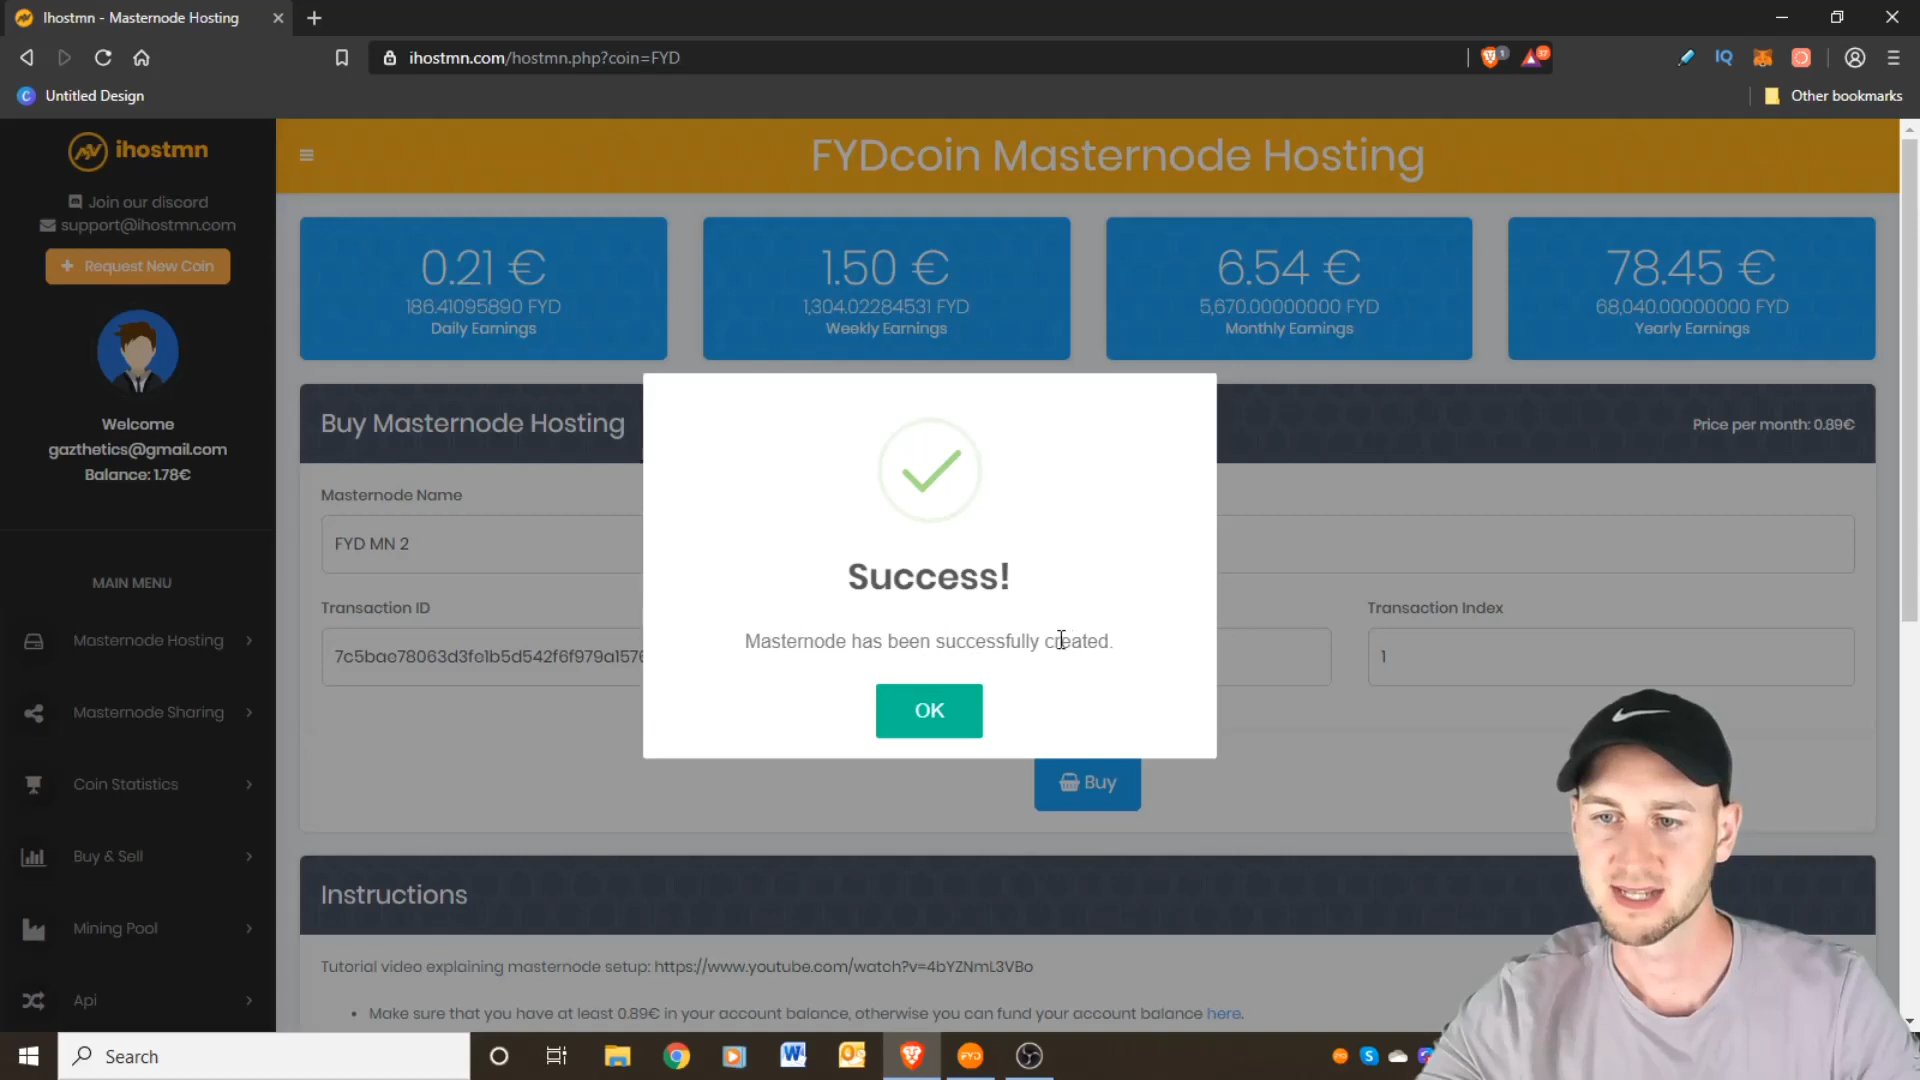 Ihostmn - Masternode Hosting
ihostmn.com/hostmn.php?coin=FYD
1
37
IQ
Untitled Design
Other bookmarks
ihostmn
Join our discord
support@ihostmn.com
+ Request New Coin
Welcome
gazthetics@gmail.com
Balance: 1.78€
MAIN MENU
Masternode Hosting
Masternode Sharing
Coin Statistics
Buy & Sell
Mining Pool
Api
FYDcoin Masternode Hosting
0.21 €
186.41095890 FYD
Daily Earnings
1.50 €
1,304.02284531 FYD
Weekly Earnings
6.54 €
5,670.00000000 FYD
Monthly Earnings
78.45 €
68,040.00000000 FYD
Yearly Earnings
Buy Masternode Hosting
Price per month: 0.89€
Masternode Name
FYD MN 2
Transaction ID
7c5bae78063d3fe1b5d542f6f979a1576
Transaction Index
1
Success!
Masternode has been successfully created.
OK
Buy
Instructions
Tutorial video explaining masternode setup: https://www.youtube.com/watch?v=4bYZNmL3VBo
• Make sure that you have at least 0.89€ in your account balance, otherwise you can fund your account balance here.
Search
FYD